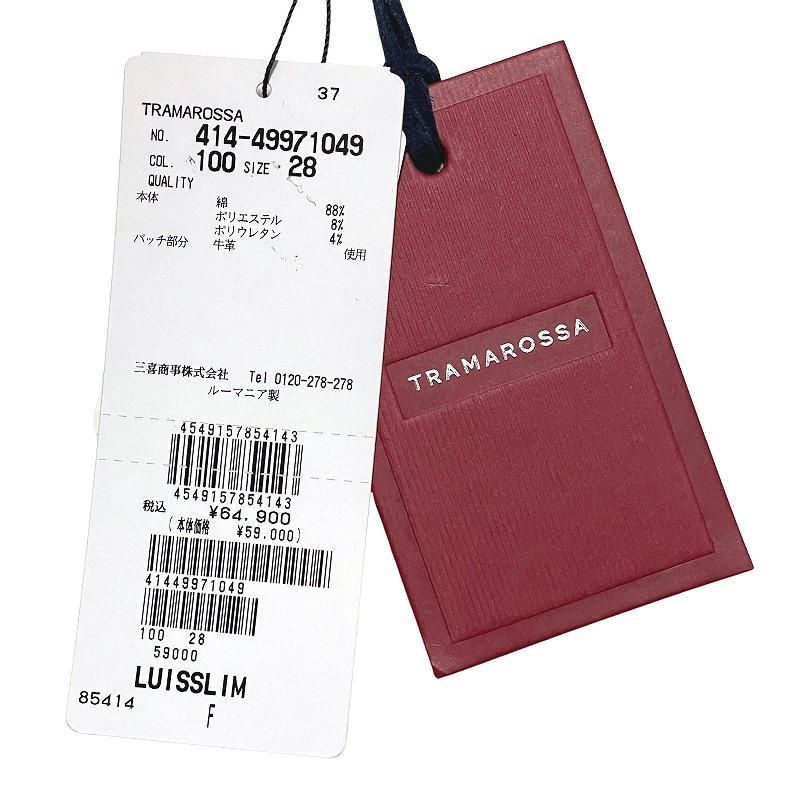 37
TRAMAROSSA
NO. 414-49971049
COL. 100 SIZE 28
QUALITY
本体 綿 88%
ポリエステル 8%
ポリウレタン 4%
パッチ部分 牛革
使用
三喜商事株式会社 Tel 0120-278-278
ルーマニア製
4549157854143
4549157854143
税込 ¥64.900
(本体価格 ¥59.000)
41449971049
100 28
59000
LUISSLIM
85414 F
TRAMAROSSA